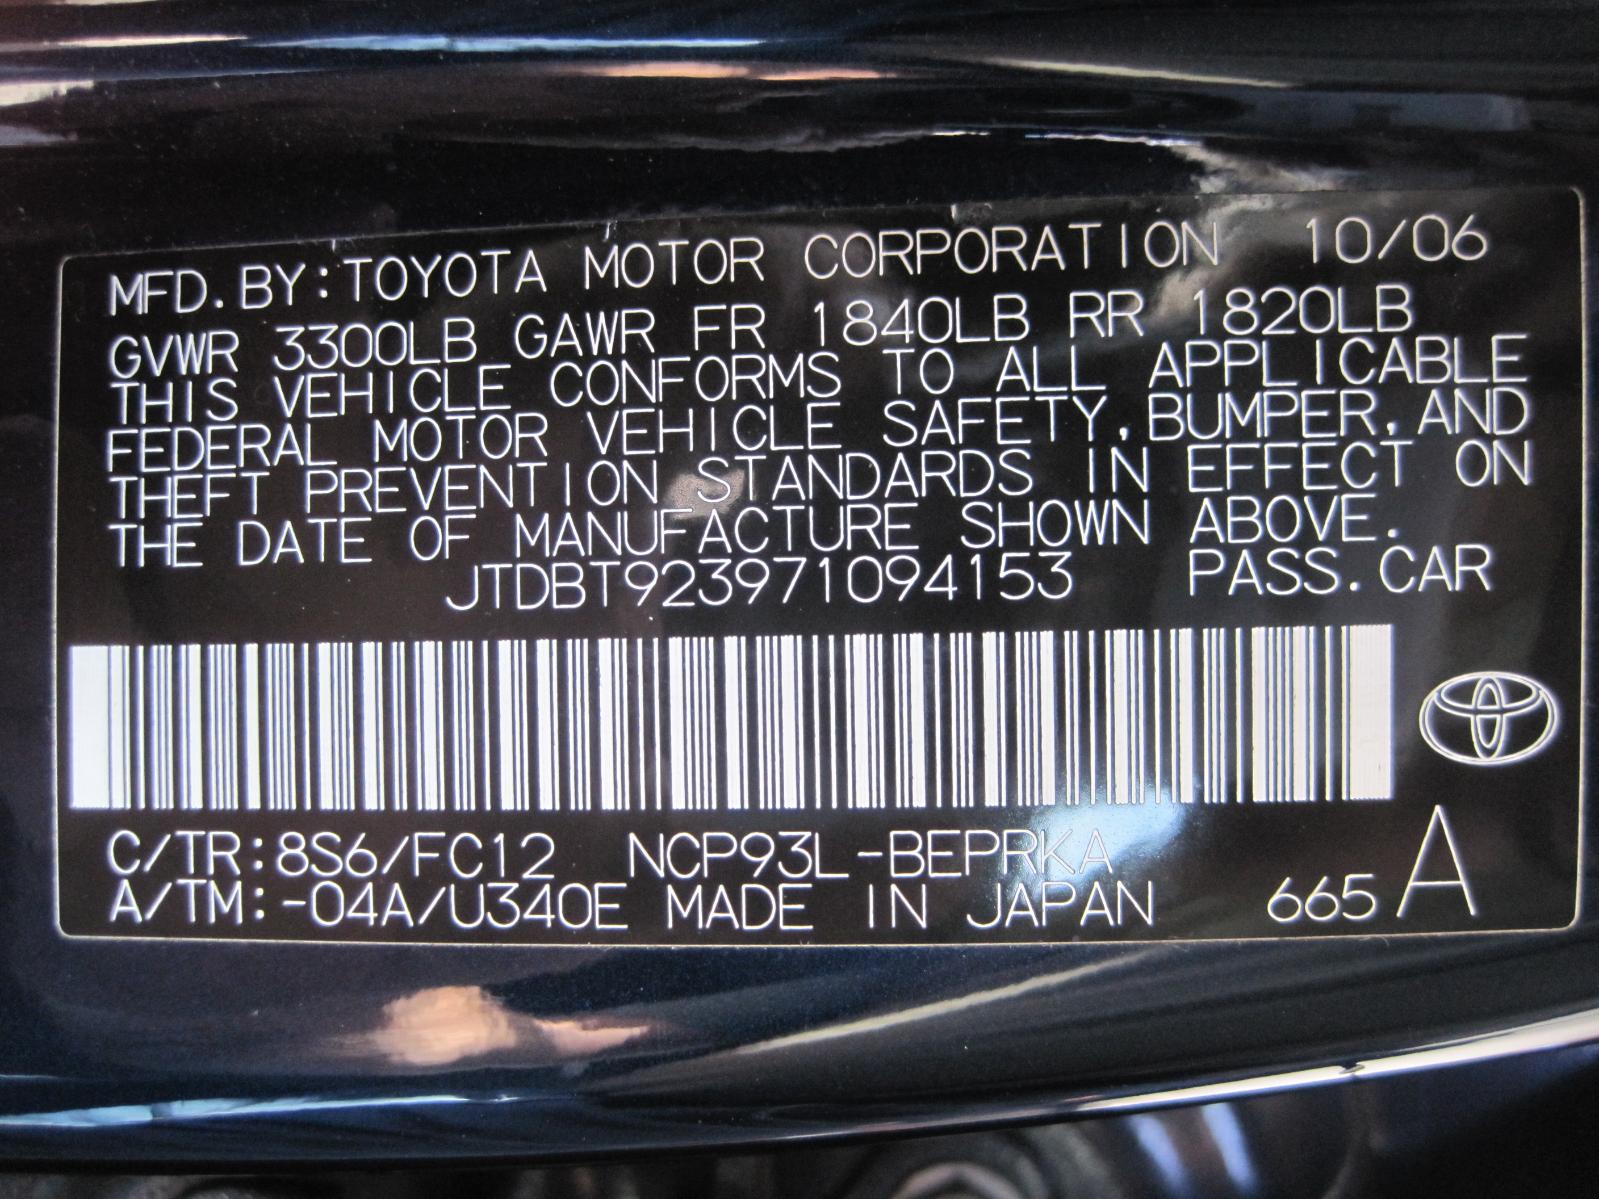 MFD. BY: TOYOTA MOTOR CORPORATION 10/06
GVWR 3300LB GAWR FR 1840LB RR 1820LB
THIS VEHICLE CONFORMS TO ALL APPLICABLE
FEDERAL MOTOR VEHICLE SAFETY, BUMPER, AND
THEFT PREVENTION STANDARDS IN EFFECT ON
THE DATE OF MANUFACTURE SHOWN ABOVE.
JTDBT923971094153 PASS. CAR
C/TR: 8S6/FC12 NCP93L-BEPRKA
A/TM: -04A/U340E MADE IN JAPAN 665 A